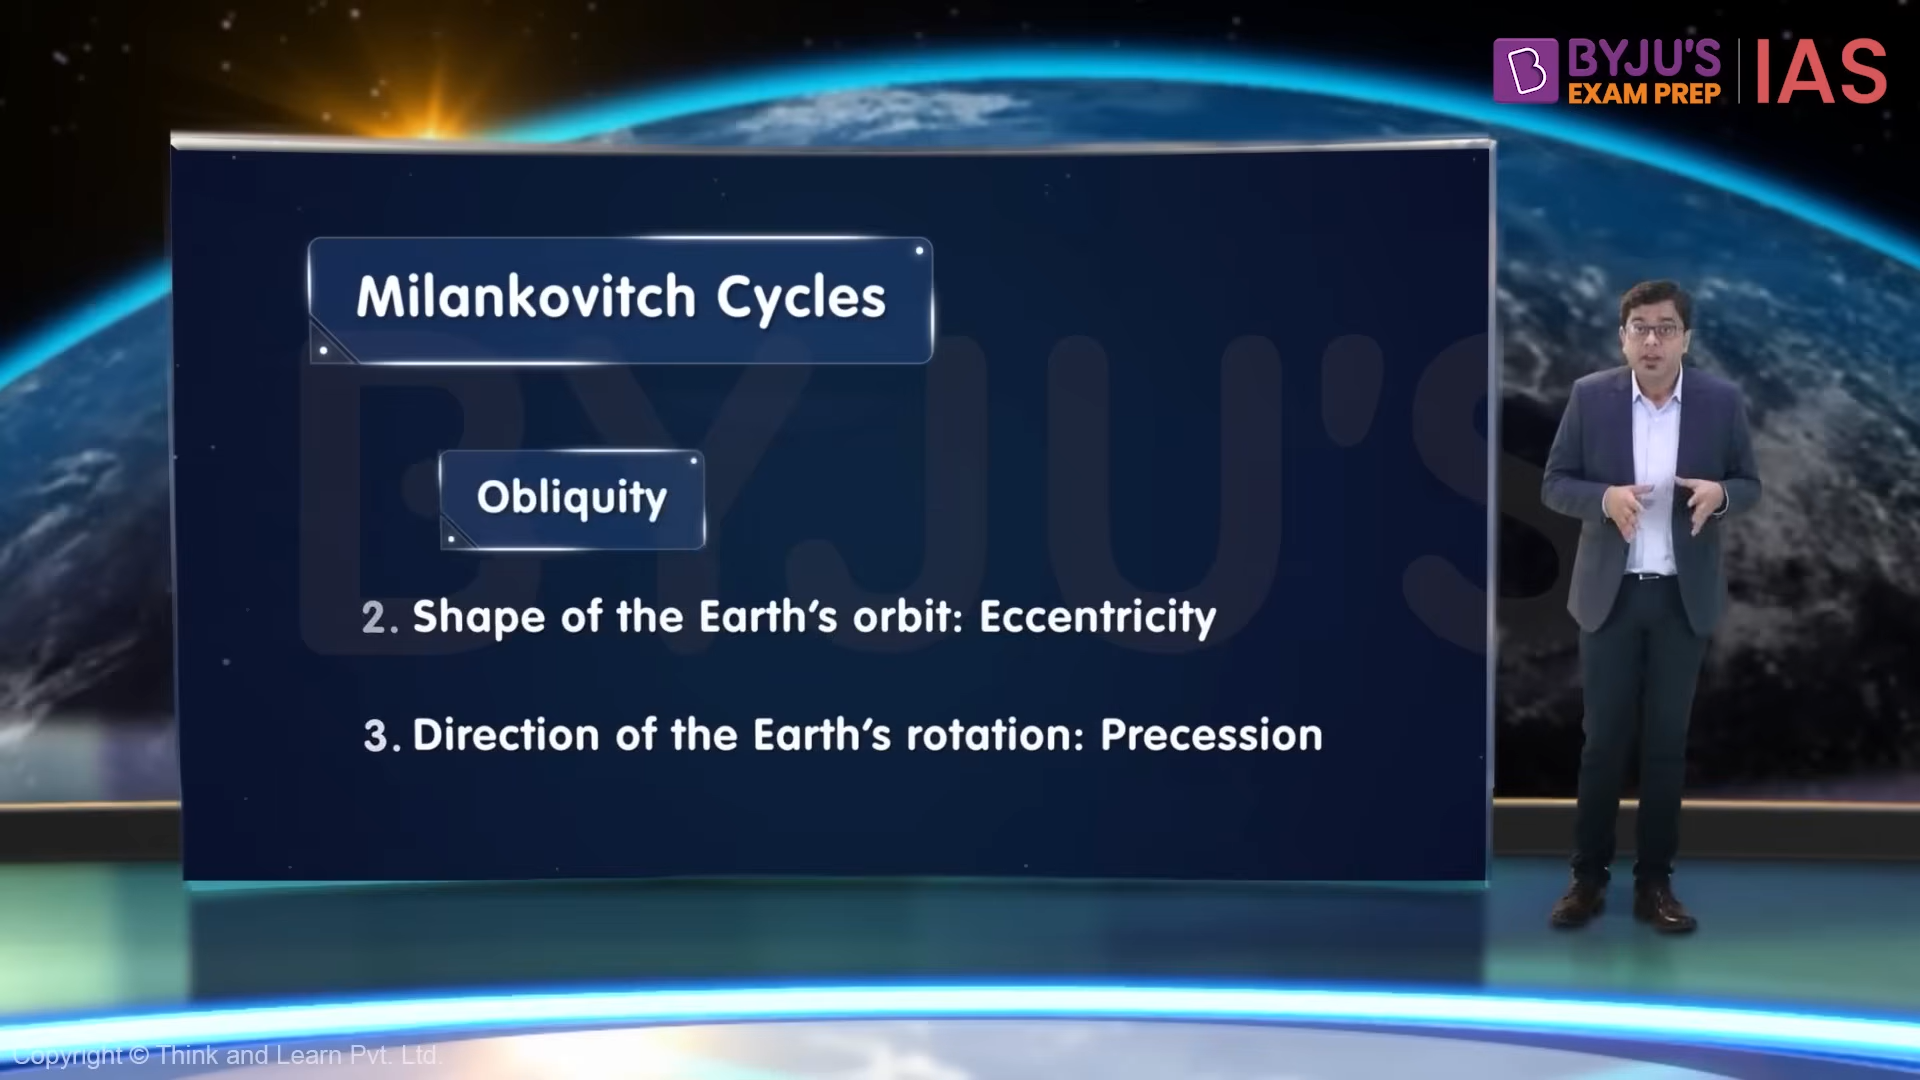 BYJU'S
EXAM PREP
IAS
Milankovitch Cycles
BYJU'S
Obliquity
2. Shape of the Earth's orbit: Eccentricity
3. Direction of the Earth's rotation: Precession
Copyright © Think and Learn Pvt. Ltd.